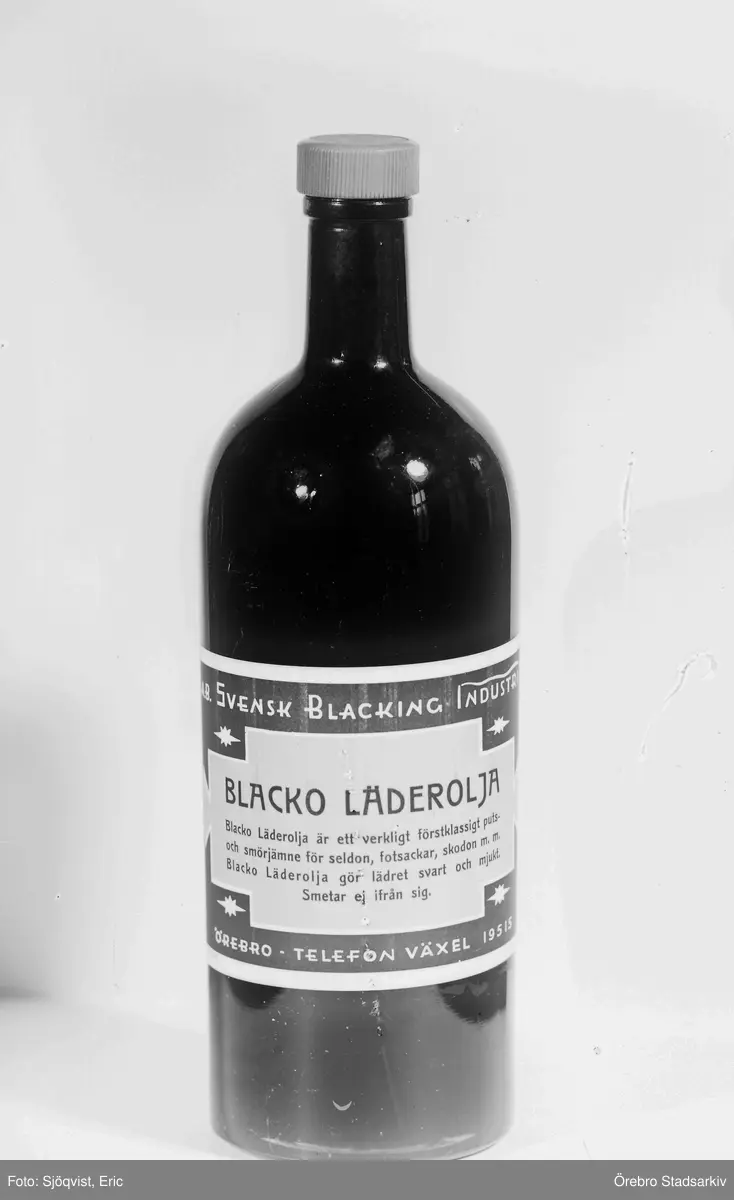 A.B. SVENSK BLACKING INDUSTR
BLACKO LÄDEROLJA
Blacko Läderolja är ett verkligt förstklassigt puts-
och smörjämne för seldon, fotsackar, skodon m. m.
Blacko Läderolja gör lädret svart och mjukt.
Smetar ej ifrån sig.
ÖREBRO - TELEFON VÄXEL 19515
Foto: Sjöqvist, Eric
Örebro Stadsarkiv